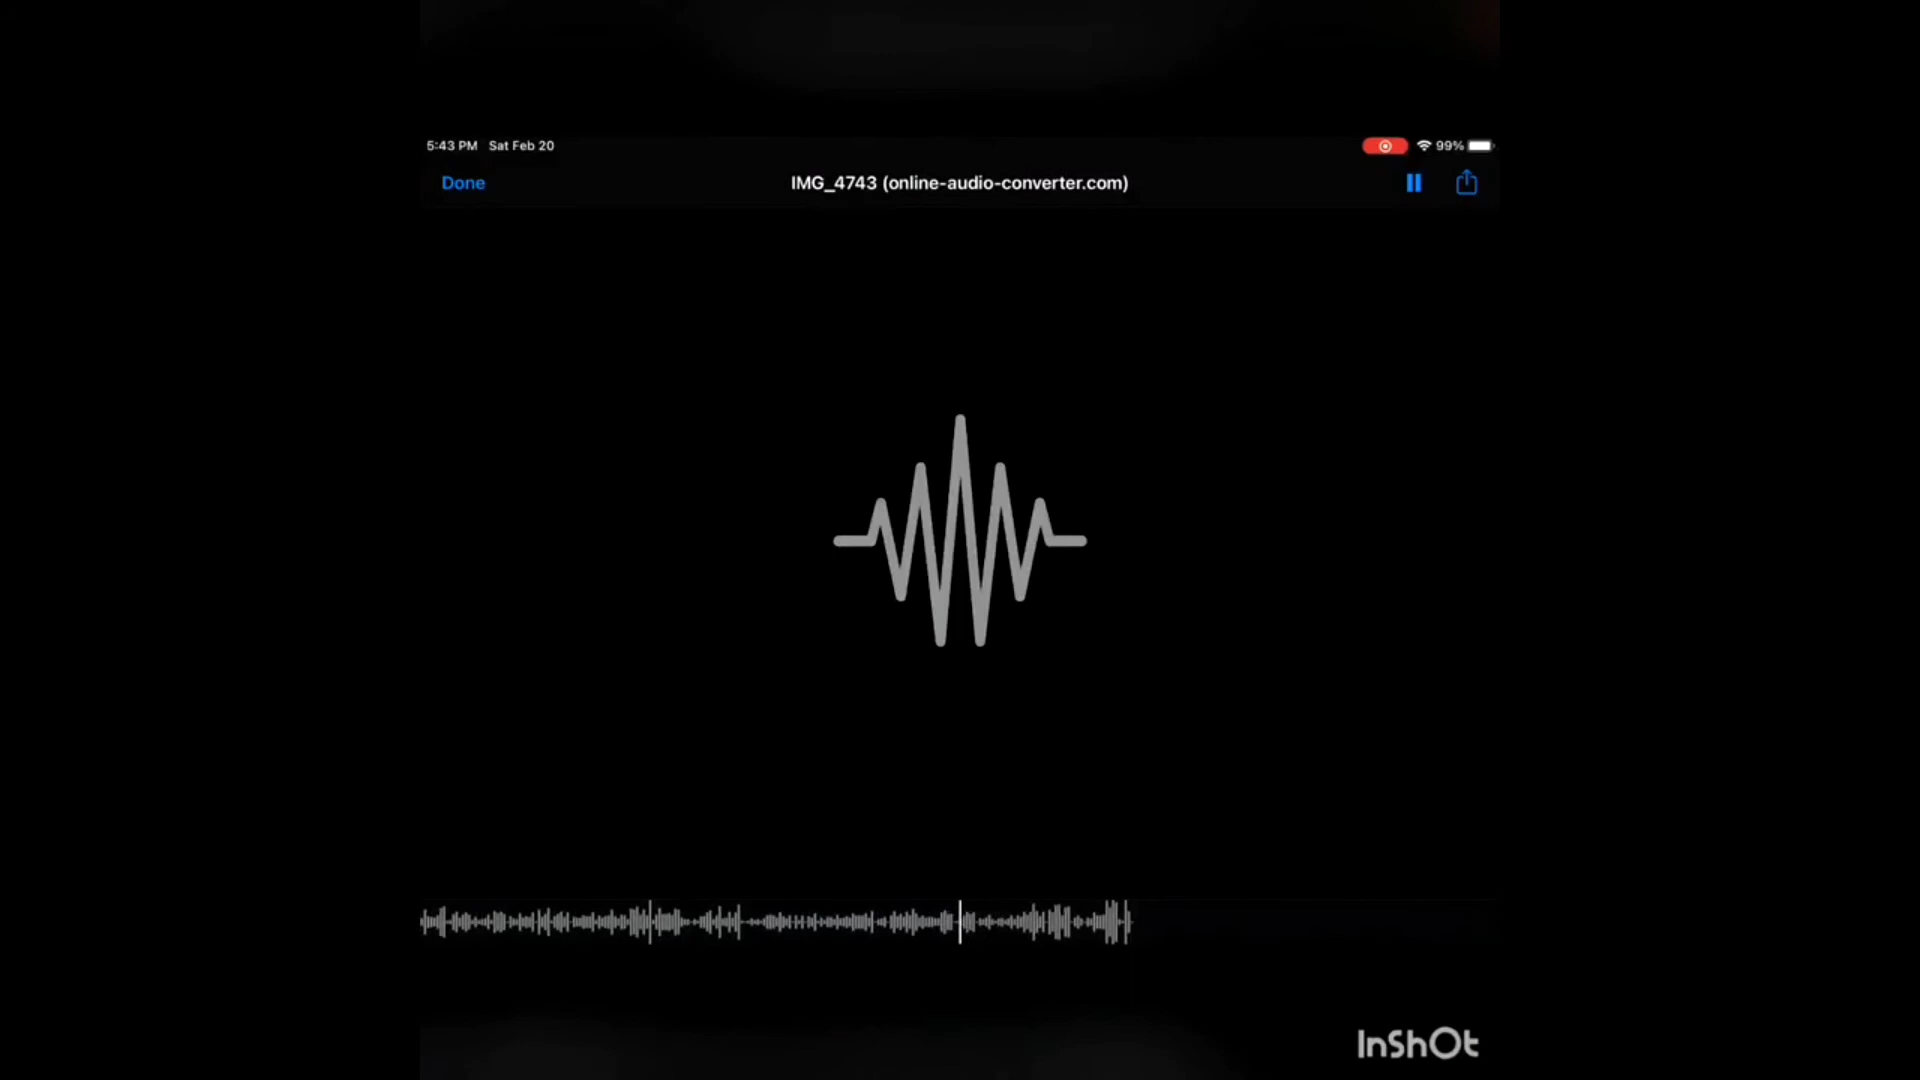 5:43 PM Sat Feb 20
99%
Done
IMG_4743 (online-audio-converter.com)
InShOt